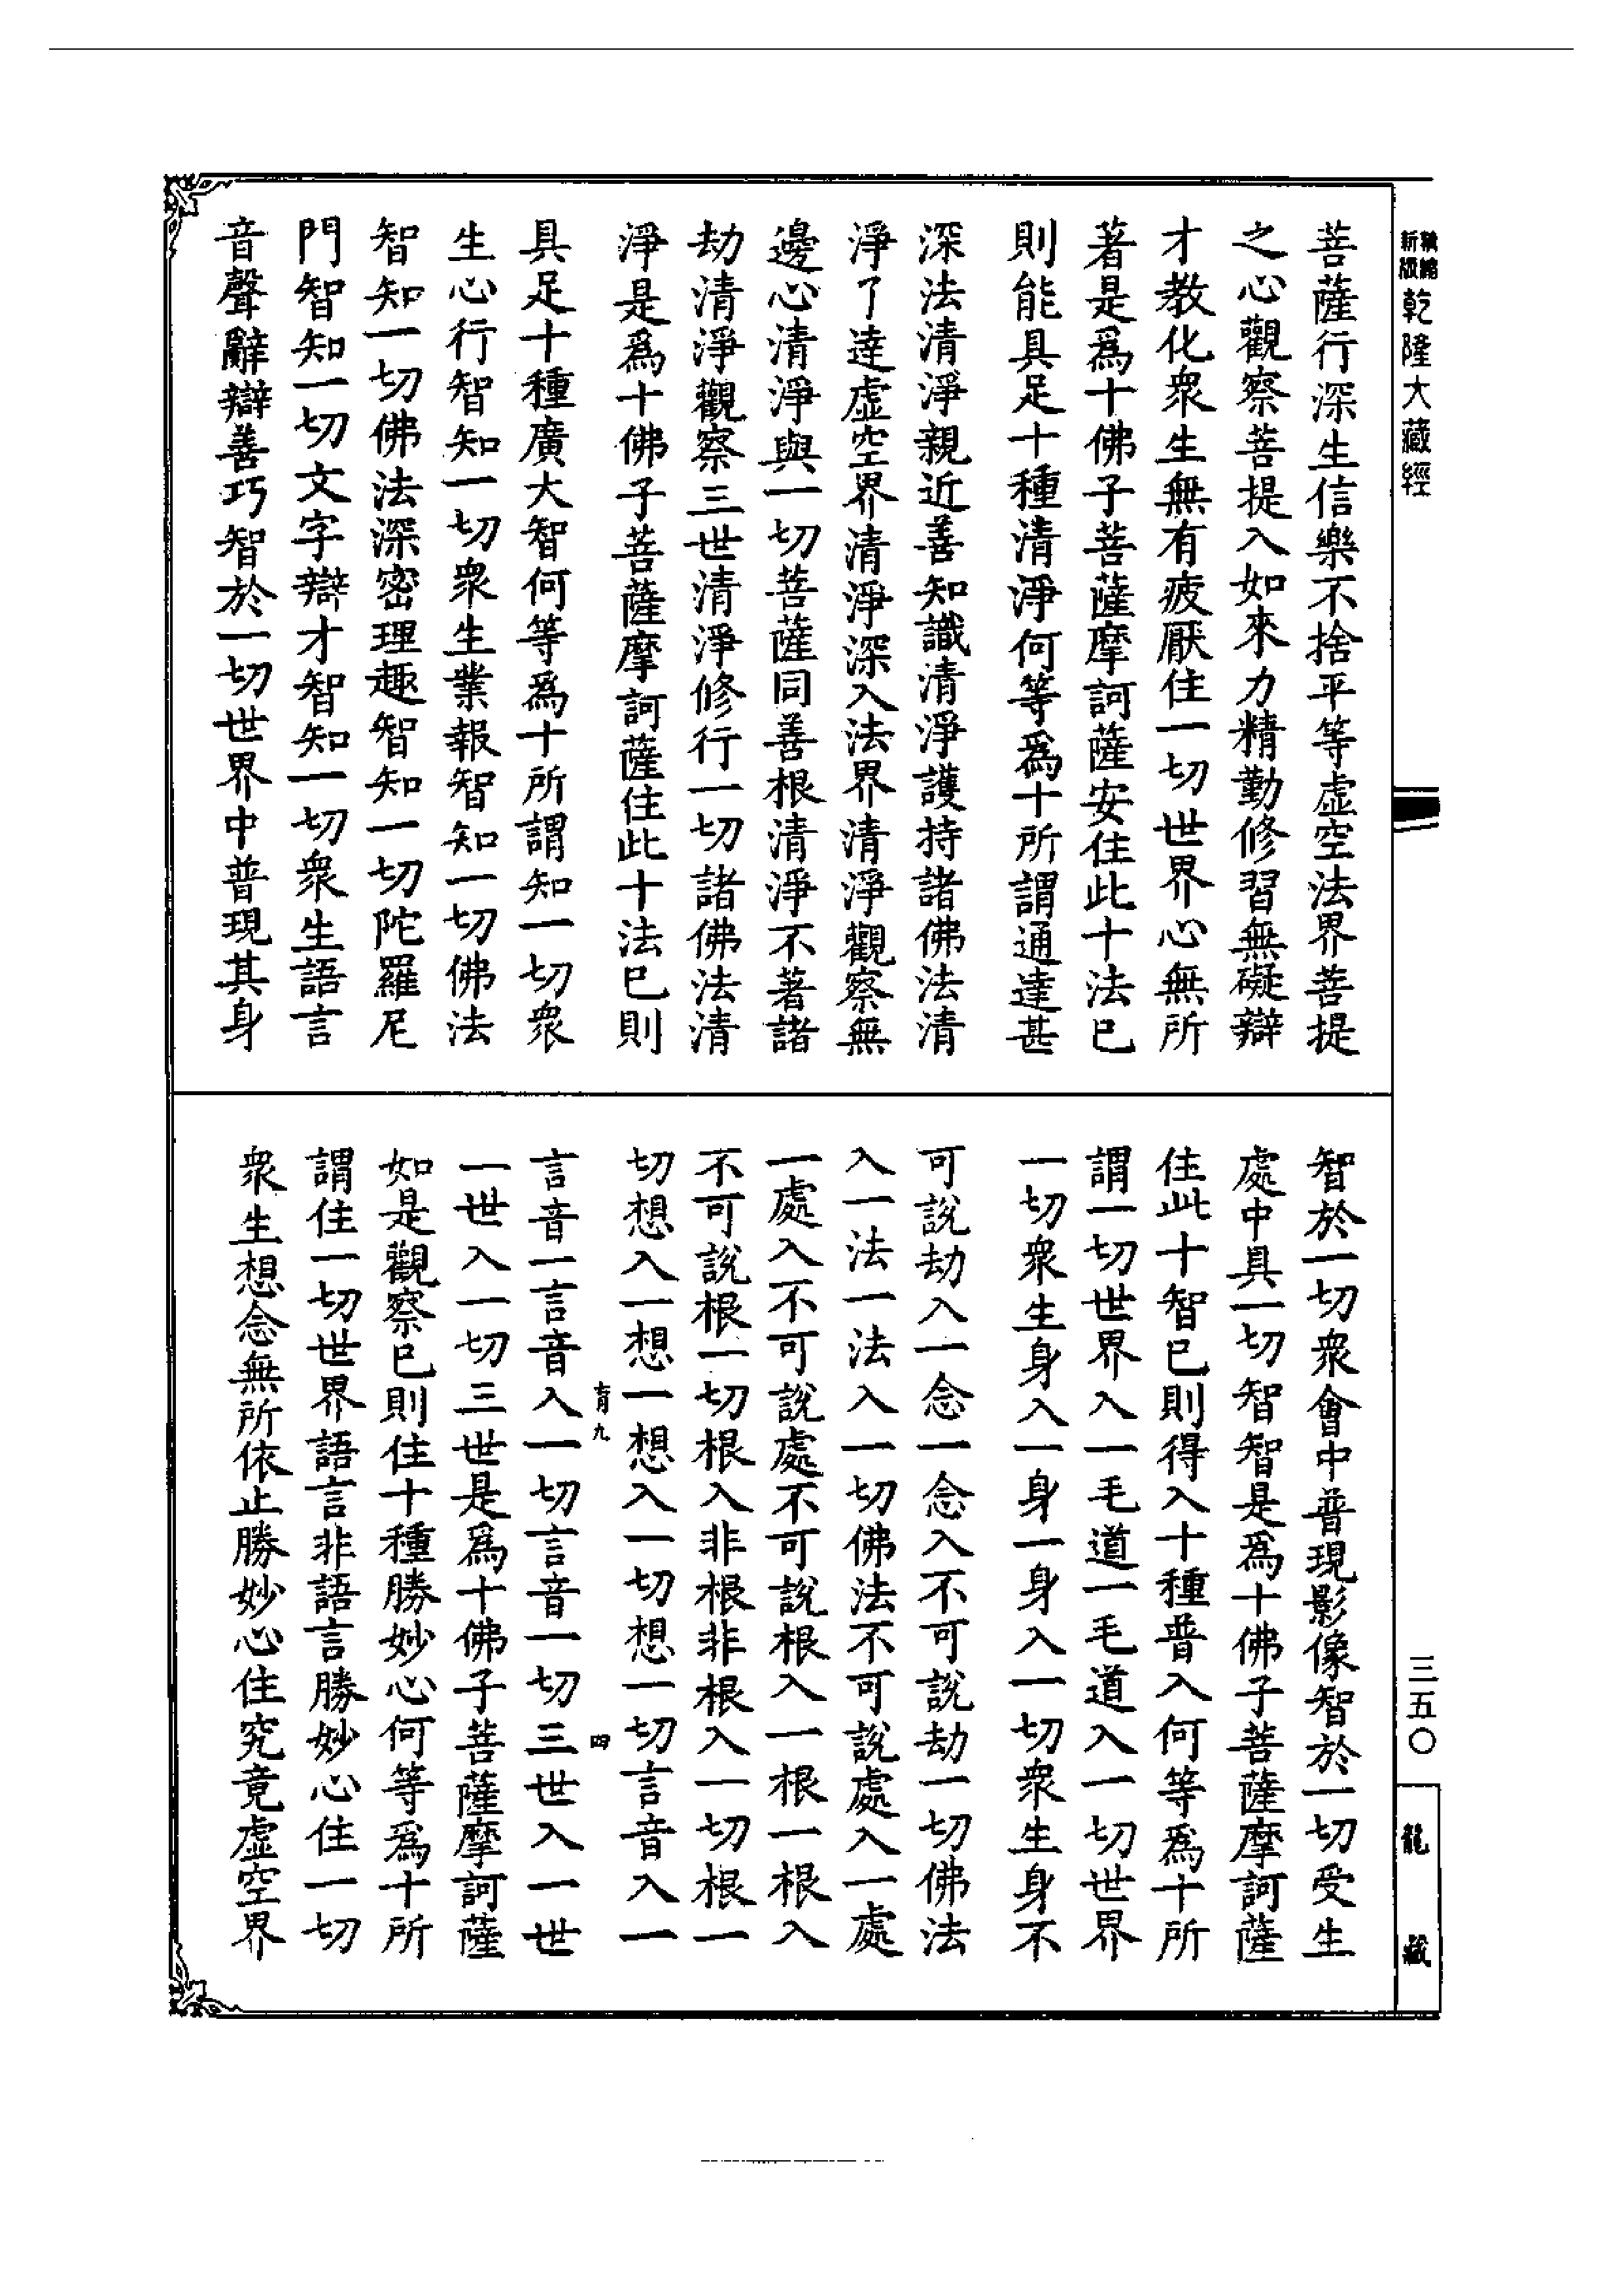 新編縮版乾隆大藏經
菩薩行深生信樂不捨平等虛空法界菩提
之心觀察菩提入如來力精勤修習無礙辯
才教化衆生無有疲厭住一切世界心無所
著是爲十佛子菩薩摩訶薩安住此十法已
則能具足十種清淨何等爲十所謂通達甚
深法清淨親近善知識清淨護持諸佛法清
淨了達虛空界清淨深入法界清淨觀察無
邊心清淨與一切菩薩同善根清淨不著諸
劫清淨觀察三世清淨修行一切諸佛法清
淨是爲十佛子菩薩摩訶薩住此十法已則
具足十種廣大智何等爲十所謂知一切衆
生心行智知一切衆生業報智知一切佛法
智知一切佛法深密理趣智知一切陀羅尼
門智知一切文字辯才智知一切衆生語言
音聲辭辯善巧智於一切世界中普現其身
智於一切衆會中普現影像智於一切受生
處中具一切智智是爲十佛子菩薩摩訶薩
住此十智已則得入十種普入何等爲十所
謂一切世界入一毛道一毛道入一切世界
一切衆生身入一身一身入一切衆生身不
可說劫入一念一念入不可說劫一切佛法
入一法一法入一切佛法不可說處入一處
一處入不可說處不可說根入一根一根入
不可說根一切根入非根非根入一切根一
切想入一想一想入一切想一切言音入一
育九 四
言音一言音入一切言音一切三世入一世
一世入一切三世是爲十佛子菩薩摩訶薩
如是觀察已則住十種勝妙心何等爲十所
謂住一切世界語言非語言勝妙心住一切
衆生想念無所依止勝妙心住究竟虛空界
三五〇
龍藏